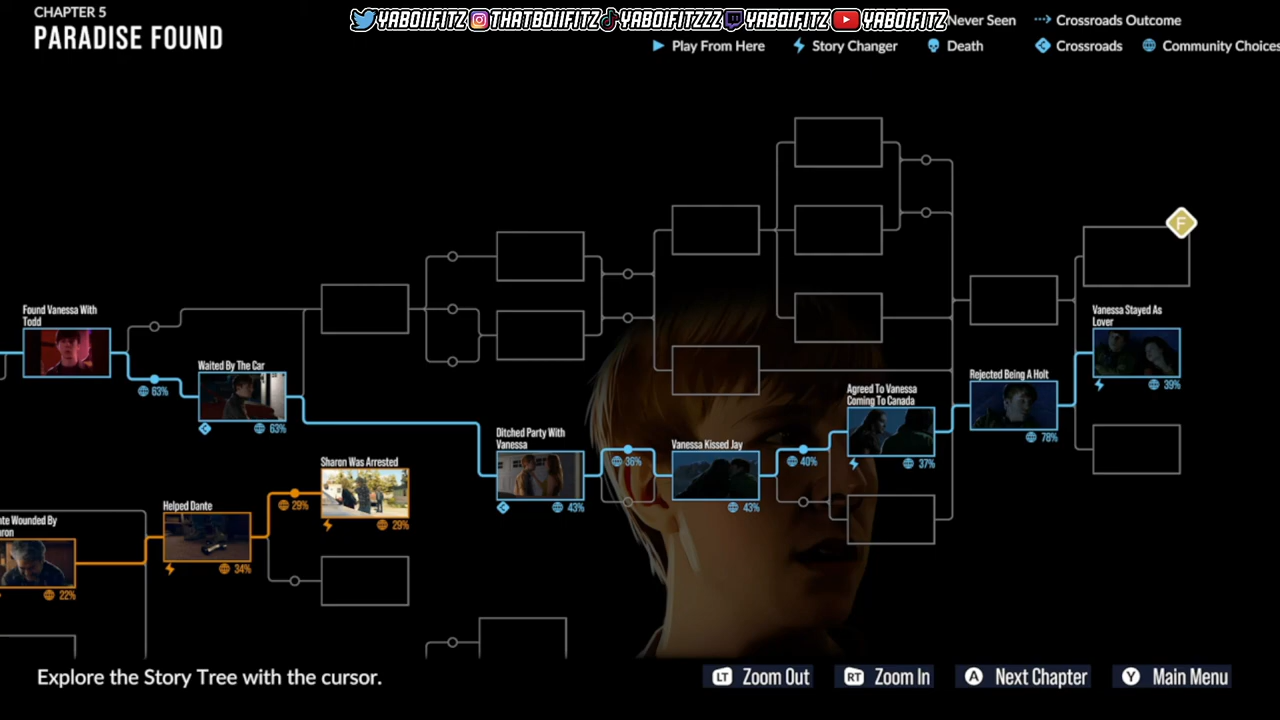 CHAPTER 5
PARADISE FOUND
YABOIIFITZ THATBOIIFITZ YABOIFITZZZ YABOIFITZ YABOIFITZ
Never Seen
Crossroads Outcome
Play From Here
Story Changer
Death
Crossroads
Community Choices
F
Found Vanessa With
Todd
63%
Waited By The Car
63%
Vanessa Stayed As
Lover
39%
Rejected Being A Holt
78%
Agreed To Vanessa
Coming To Canada
37%
Ditched Party With
Vanessa
43%
36%
Vanessa Kissed Jay
43%
40%
Sharon Was Arrested
29%
29%
Helped Dante
34%
Wounded By
22%
Explore the Story Tree with the cursor.
LT Zoom Out
RT Zoom In
A Next Chapter
Y Main Menu